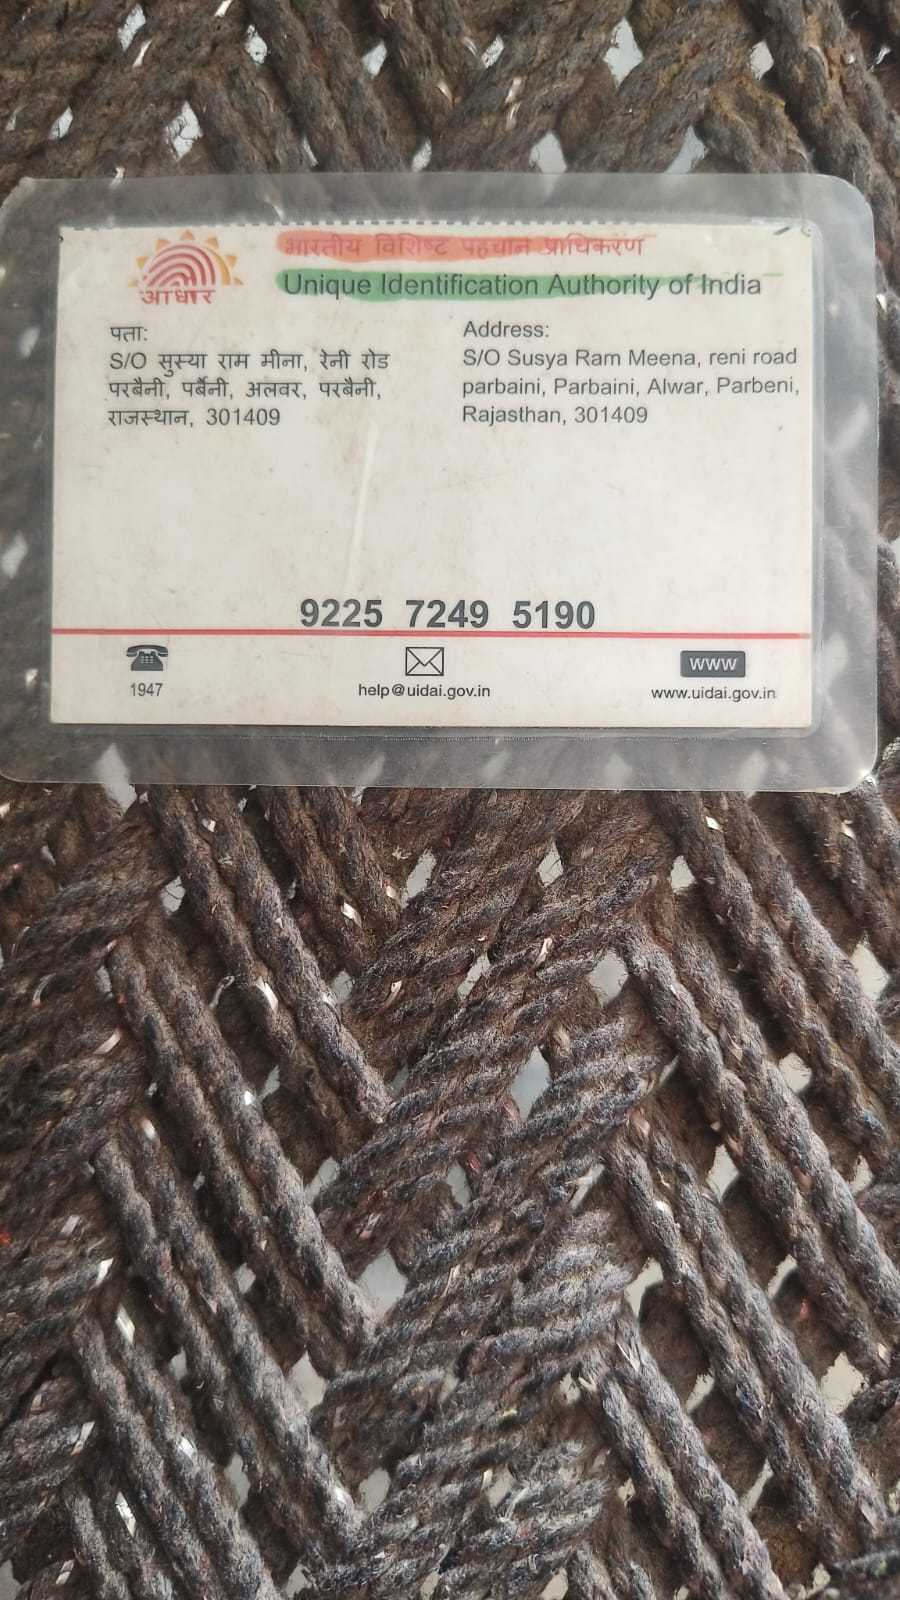 आधार
भारतीय विशिष्ट पहचान प्राधिकरण
Unique Identification Authority of India
पता:
S/O सुस्या राम मीना, रेनी रोड
परबैनी, पर्बैनी, अलवर, परबैनी,
राजस्थान, 301409
Address:
S/O Susya Ram Meena, reni road
parbaini, Parbaini, Alwar, Parbeni,
Rajasthan, 301409
9225 7249 5190
1947
help@uidai.gov.in
www
www.uidai.gov.in